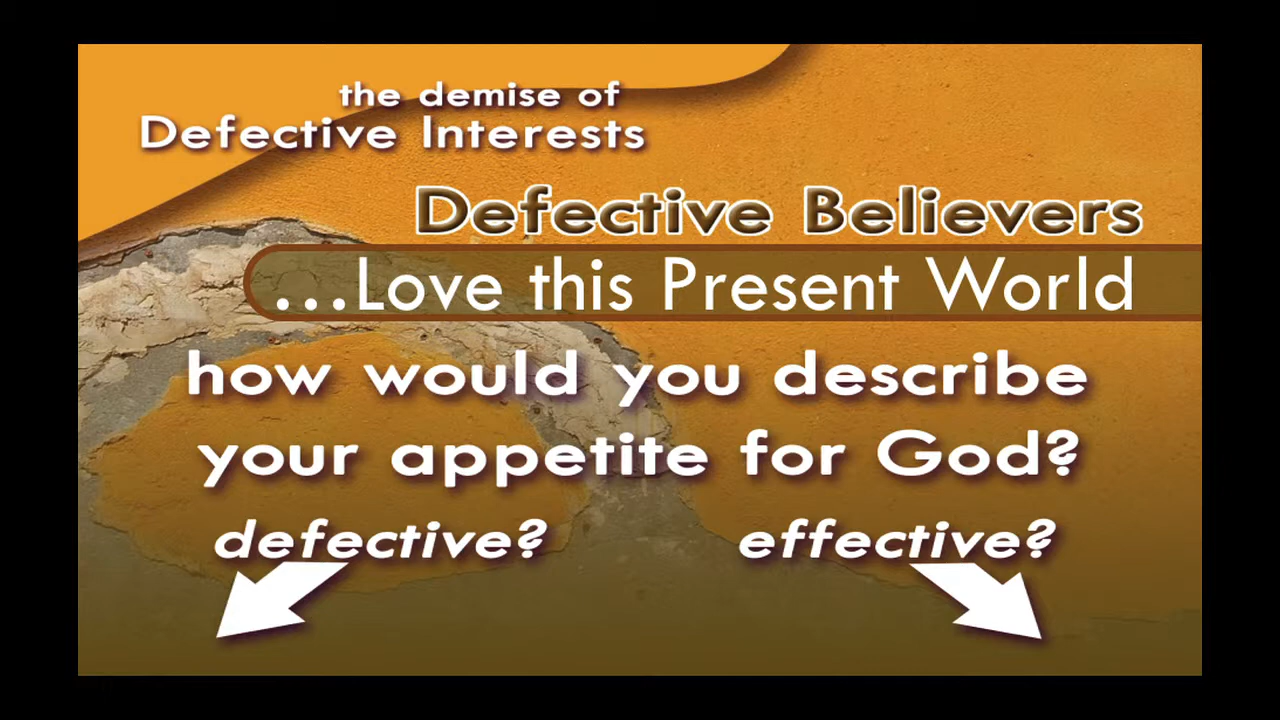 the demise of
Defective Interests
Defective Believers
...Love this Present World
how would you describe
your appetite for God?
defective?
effective?